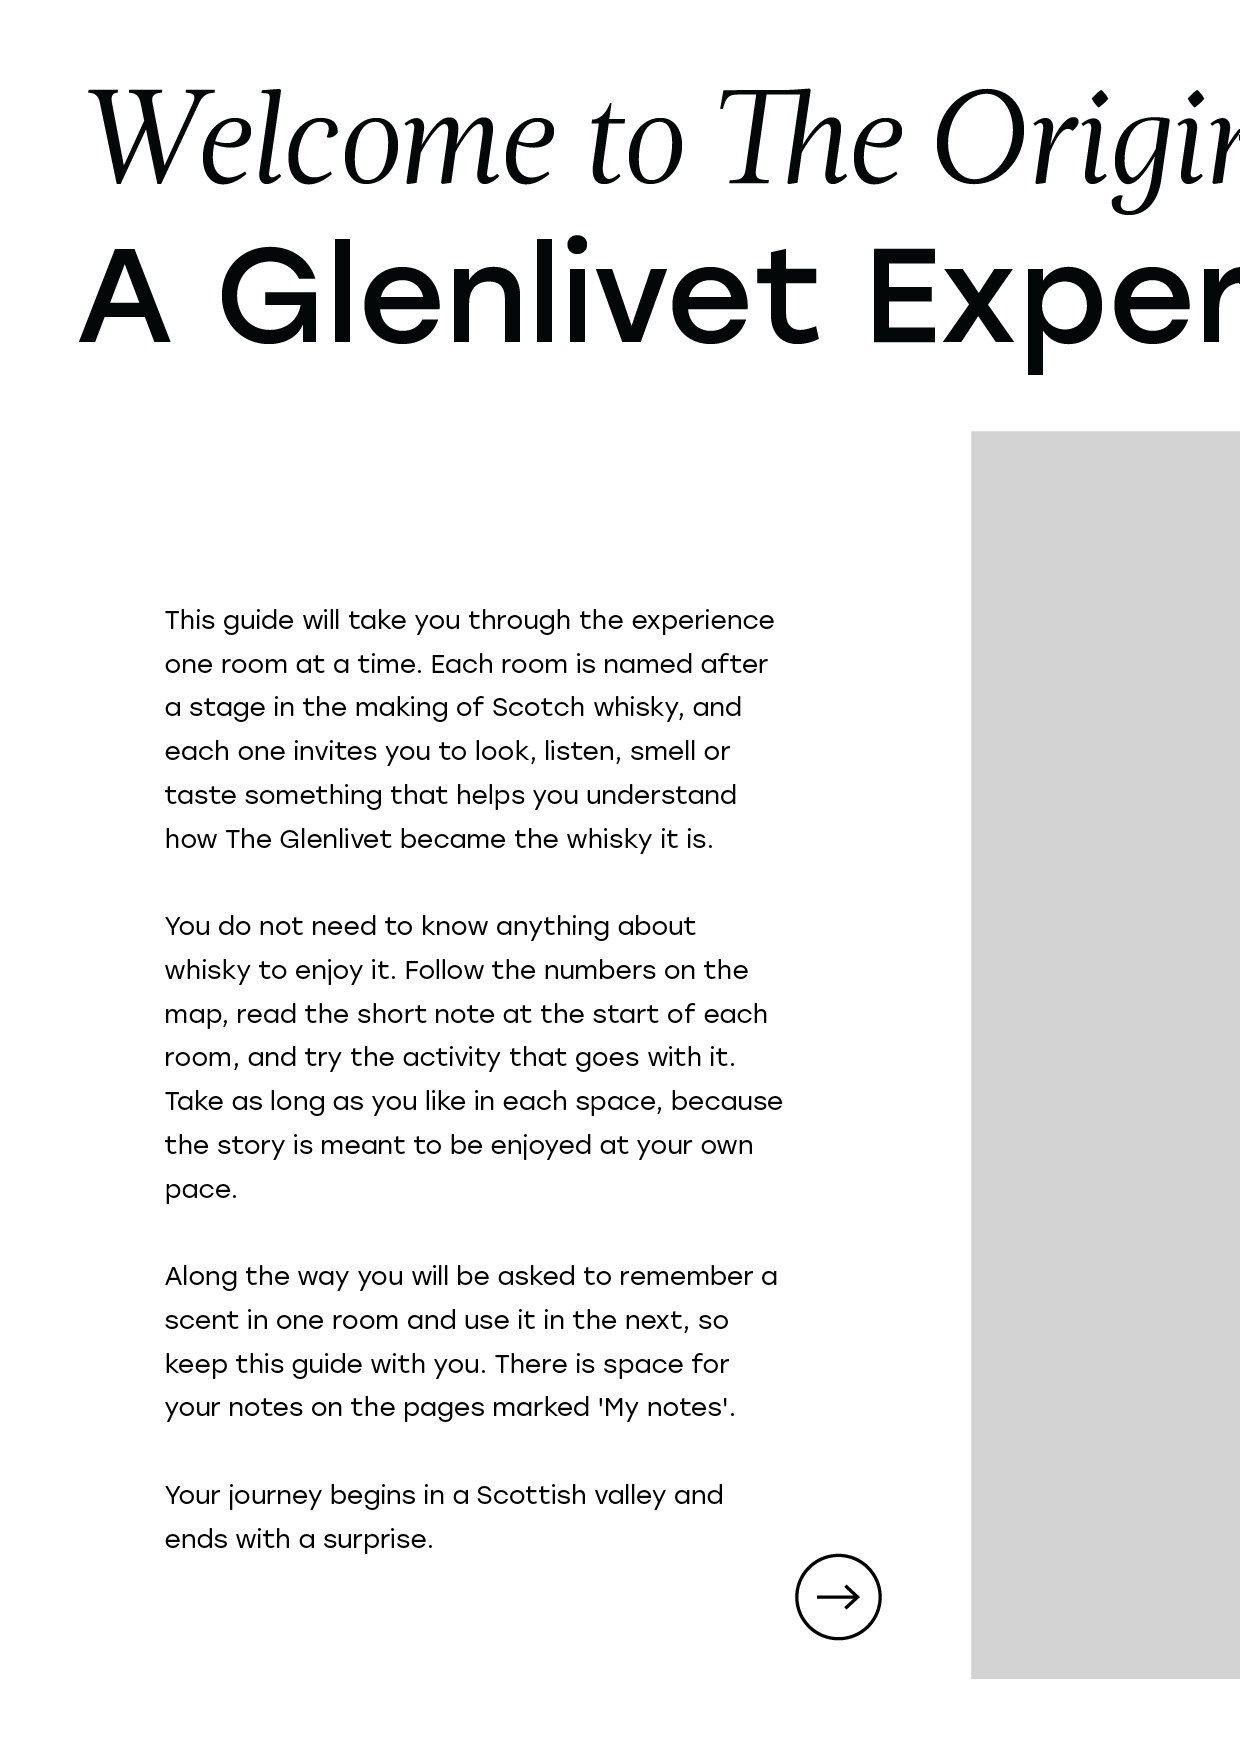 Welcome to The Origin
A Glenlivet Exper
This guide will take you through the experience
one room at a time. Each room is named after
a stage in the making of Scotch whisky, and
each one invites you to look, listen, smell or
taste something that helps you understand
how The Glenlivet became the whisky it is.
You do not need to know anything about
whisky to enjoy it. Follow the numbers on the
map, read the short note at the start of each
room, and try the activity that goes with it.
Take as long as you like in each space, because
the story is meant to be enjoyed at your own
pace.
Along the way you will be asked to remember a
scent in one room and use it in the next, so
keep this guide with you. There is space for
your notes on the pages marked 'My notes'.
Your journey begins in a Scottish valley and
ends with a surprise.